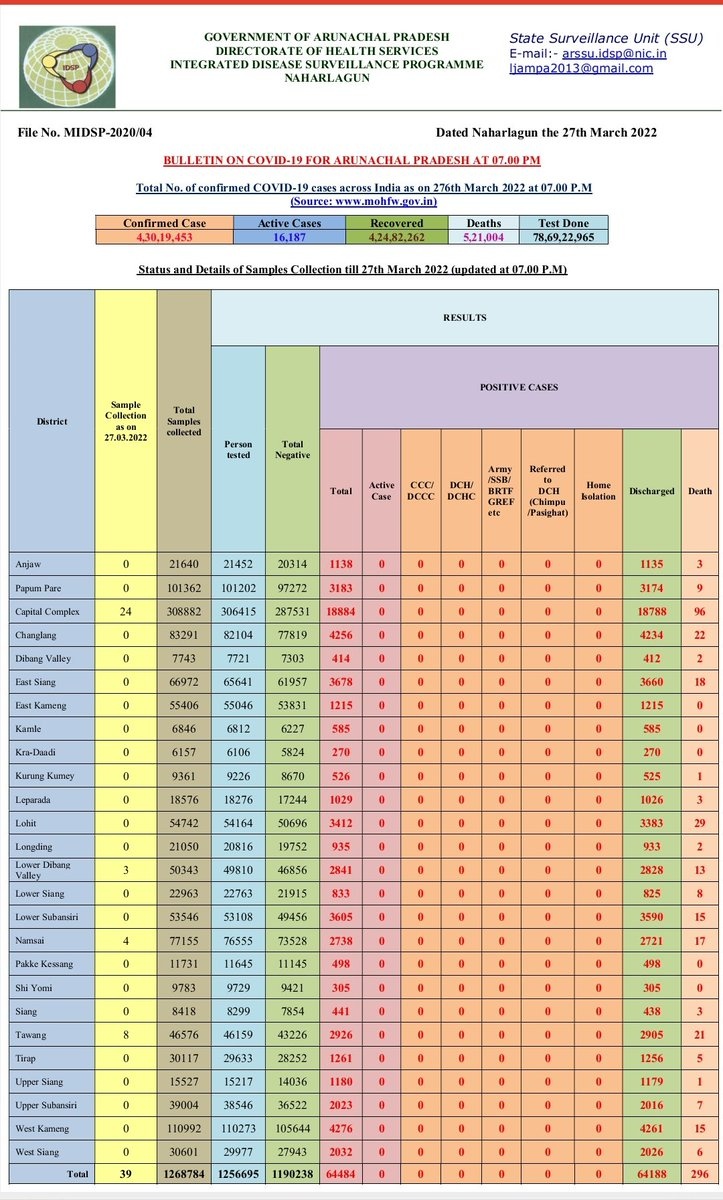 IDSP
GOVERNMENT OF ARUNACHAL PRADESH
DIRECTORATE OF HEALTH SERVICES
INTEGRATED DISEASE SURVEILLANCE PROGRAMME
NAHARLAGUN
State Surveillance Unit (SSU)
E-mail:- arssu.idsp@nic.in
ljampa2013@gmail.com
File No. MIDSP-2020/04 Dated Naharlagun the 27th March 2022
BULLETIN ON COVID-19 FOR ARUNACHAL PRADESH AT 07.00 PM
Total No. of confirmed COVID-19 cases across India as on 276th March 2022 at 07.00 P.M
(Source: www.mohfw.gov.in)
Confirmed Case Active Cases Recovered Deaths Test Done
4,30,19,453 16,187 4,24,82,262 5,21,004 78,69,22,965
Status and Details of Samples Collection till 27th March 2022 (updated at 07.00 P.M)
District
Sample
Collection
as on
27.03.2022
Total
Samples
collected
RESULTS
Person
tested
Total
Negative
POSITIVE CASES
Total
Active
Case
CCC/
DCCC
DCH/
DCHC
Army
/SSB/
BRTF
GREF
etc
Referred
to
DCH
(Chimpu
/Pasighat)
Home
Isolation
Discharged
Death
Anjaw 0 21640 21452 20314 1138 0 0 0 0 0 0 1135 3
Papum Pare 0 101362 101202 97272 3183 0 0 0 0 0 0 3174 9
Capital Complex 24 308882 306415 287531 18884 0 0 0 0 0 0 18788 96
Changlang 0 83291 82104 77819 4256 0 0 0 0 0 0 4234 22
Dibang Valley 0 7743 7721 7303 414 0 0 0 0 0 0 412 2
East Siang 0 66972 65641 61957 3678 0 0 0 0 0 0 3660 18
East Kameng 0 55406 55046 53831 1215 0 0 0 0 0 0 1215 0
Kamle 0 6846 6812 6227 585 0 0 0 0 0 0 585 0
Kra-Daadi 0 6157 6106 5824 270 0 0 0 0 0 0 270 0
Kurung Kumey 0 9361 9226 8670 526 0 0 0 0 0 0 525 1
Leparada 0 18576 18276 17244 1029 0 0 0 0 0 0 1026 3
Lohit 0 54742 54164 50696 3412 0 0 0 0 0 0 3383 29
Longding 0 21050 20816 19752 935 0 0 0 0 0 0 933 2
Lower Dibang
Valley 3 50343 49810 46856 2841 0 0 0 0 0 0 2828 13
Lower Siang 0 22963 22763 21915 833 0 0 0 0 0 0 825 8
Lower Subansiri 0 53546 53108 49456 3605 0 0 0 0 0 0 3590 15
Namsai 4 77155 76555 73528 2738 0 0 0 0 0 0 2721 17
Pakke Kessang 0 11731 11645 11145 498 0 0 0 0 0 0 498 0
Shi Yomi 0 9783 9729 9421 305 0 0 0 0 0 0 305 0
Siang 0 8418 8299 7854 441 0 0 0 0 0 0 438 3
Tawang 8 46576 46159 43226 2926 0 0 0 0 0 0 2905 21
Tirap 0 30117 29633 28252 1261 0 0 0 0 0 0 1256 5
Upper Siang 0 15527 15217 14036 1180 0 0 0 0 0 0 1179 1
Upper Subansiri 0 39004 38546 36522 2023 0 0 0 0 0 0 2016 7
West Kameng 0 110992 110273 105644 4276 0 0 0 0 0 0 4261 15
West Siang 0 30601 29977 27943 2032 0 0 0 0 0 0 2026 6
Total 39 1268784 1256695 1190238 64484 0 0 0 0 0 0 64188 296